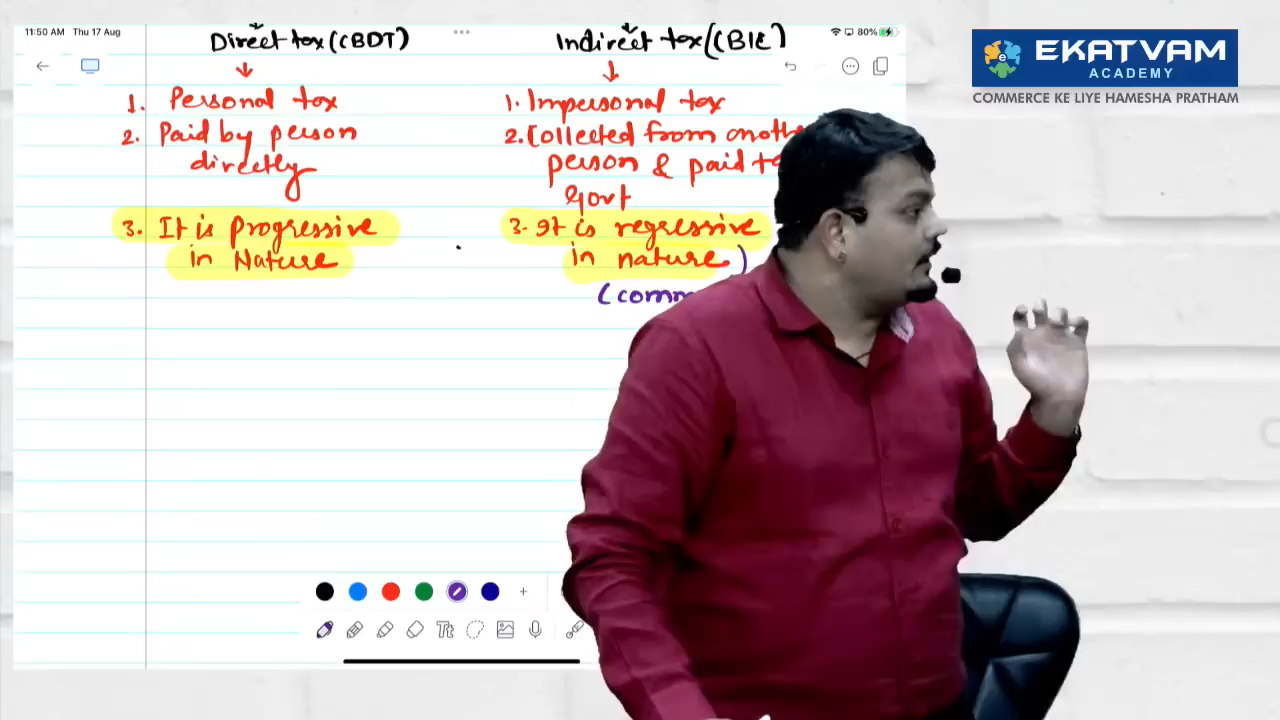 11:50 AM Thu 17 Aug
80%
Direct tax (CBDT)
1. Personal tax
2. Paid by person
directly
3. It is progressive
in Nature
Indirect tax (CBIC)
1. Impersonal tax
2. Collected from
person & paid
Govt
3. It is regressive
in nature)
Tt
EKATVAM
ACADEMY
COMMERCE KE LIYE HAMESHA PRATHAM